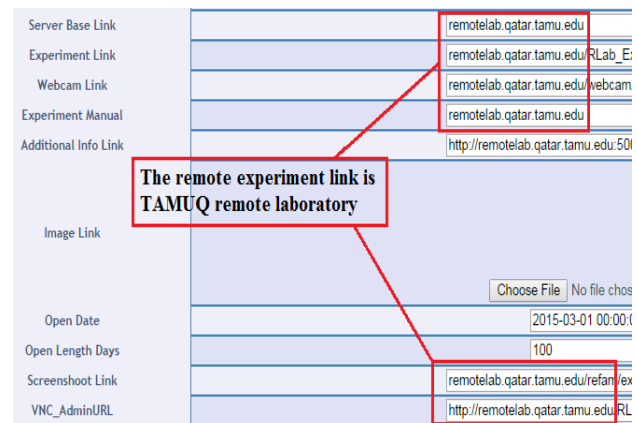 Server Base Link remotelab.qatar.tamu.edu
Experiment Link remotelab.qatar.tamu.edu/RLab_Ex
Webcam Link remotelab.qatar.tamu.edu/webcam
Experiment Manual remotelab.qatar.tamu.edu
Additional Info Link http://remotelab.qatar.tamu.edu:500
The remote experiment link is
TAMUQ remote laboratory
Image Link
Choose File No file chos
Open Date 2015-03-01 00:00:0
Open Length Days 100
Screenshoot Link remotelab.qatar.tamu.edu/refam/ex
VNC_AdminURL http://remotelab.qatar.tamu.edu/RL